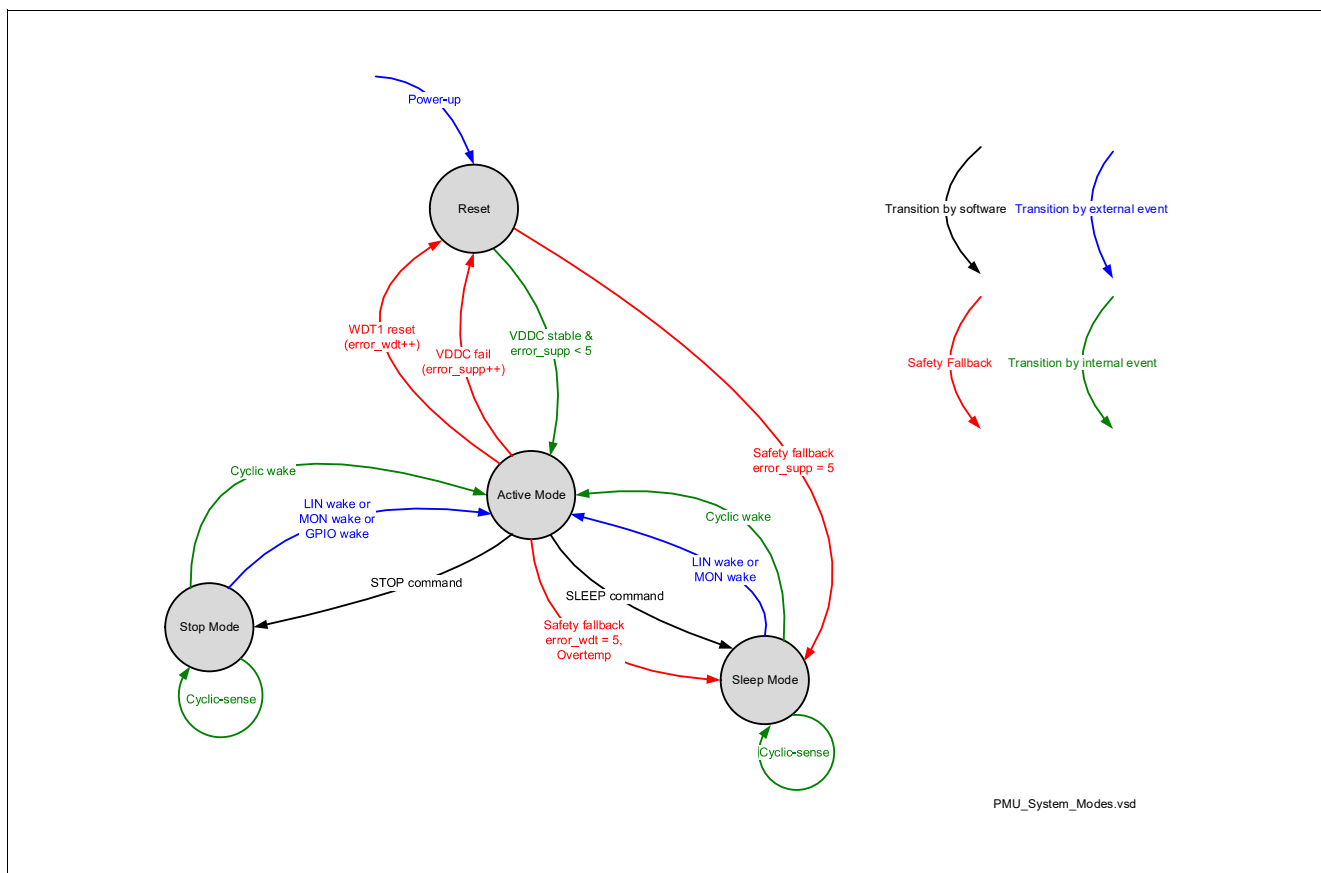 Power-up
Reset
Transition by software
Transition by external event
WDT1 reset
(error_wdt++)
VDDC fail
(error_supp++)
VDDC stable &
error_supp < 5
Safety Fallback
Transition by internal event
Safety fallback
error_supp = 5
Cyclic wake
LIN wake or
MON wake or
GPIO wake
Active Mode
Cyclic wake
LIN wake or
MON wake
STOP command
SLEEP command
Stop Mode
Safety fallback
error_wdt = 5,
Overtemp
Sleep Mode
Cyclic-sense
Cyclic-sense
PMU_System_Modes.vsd